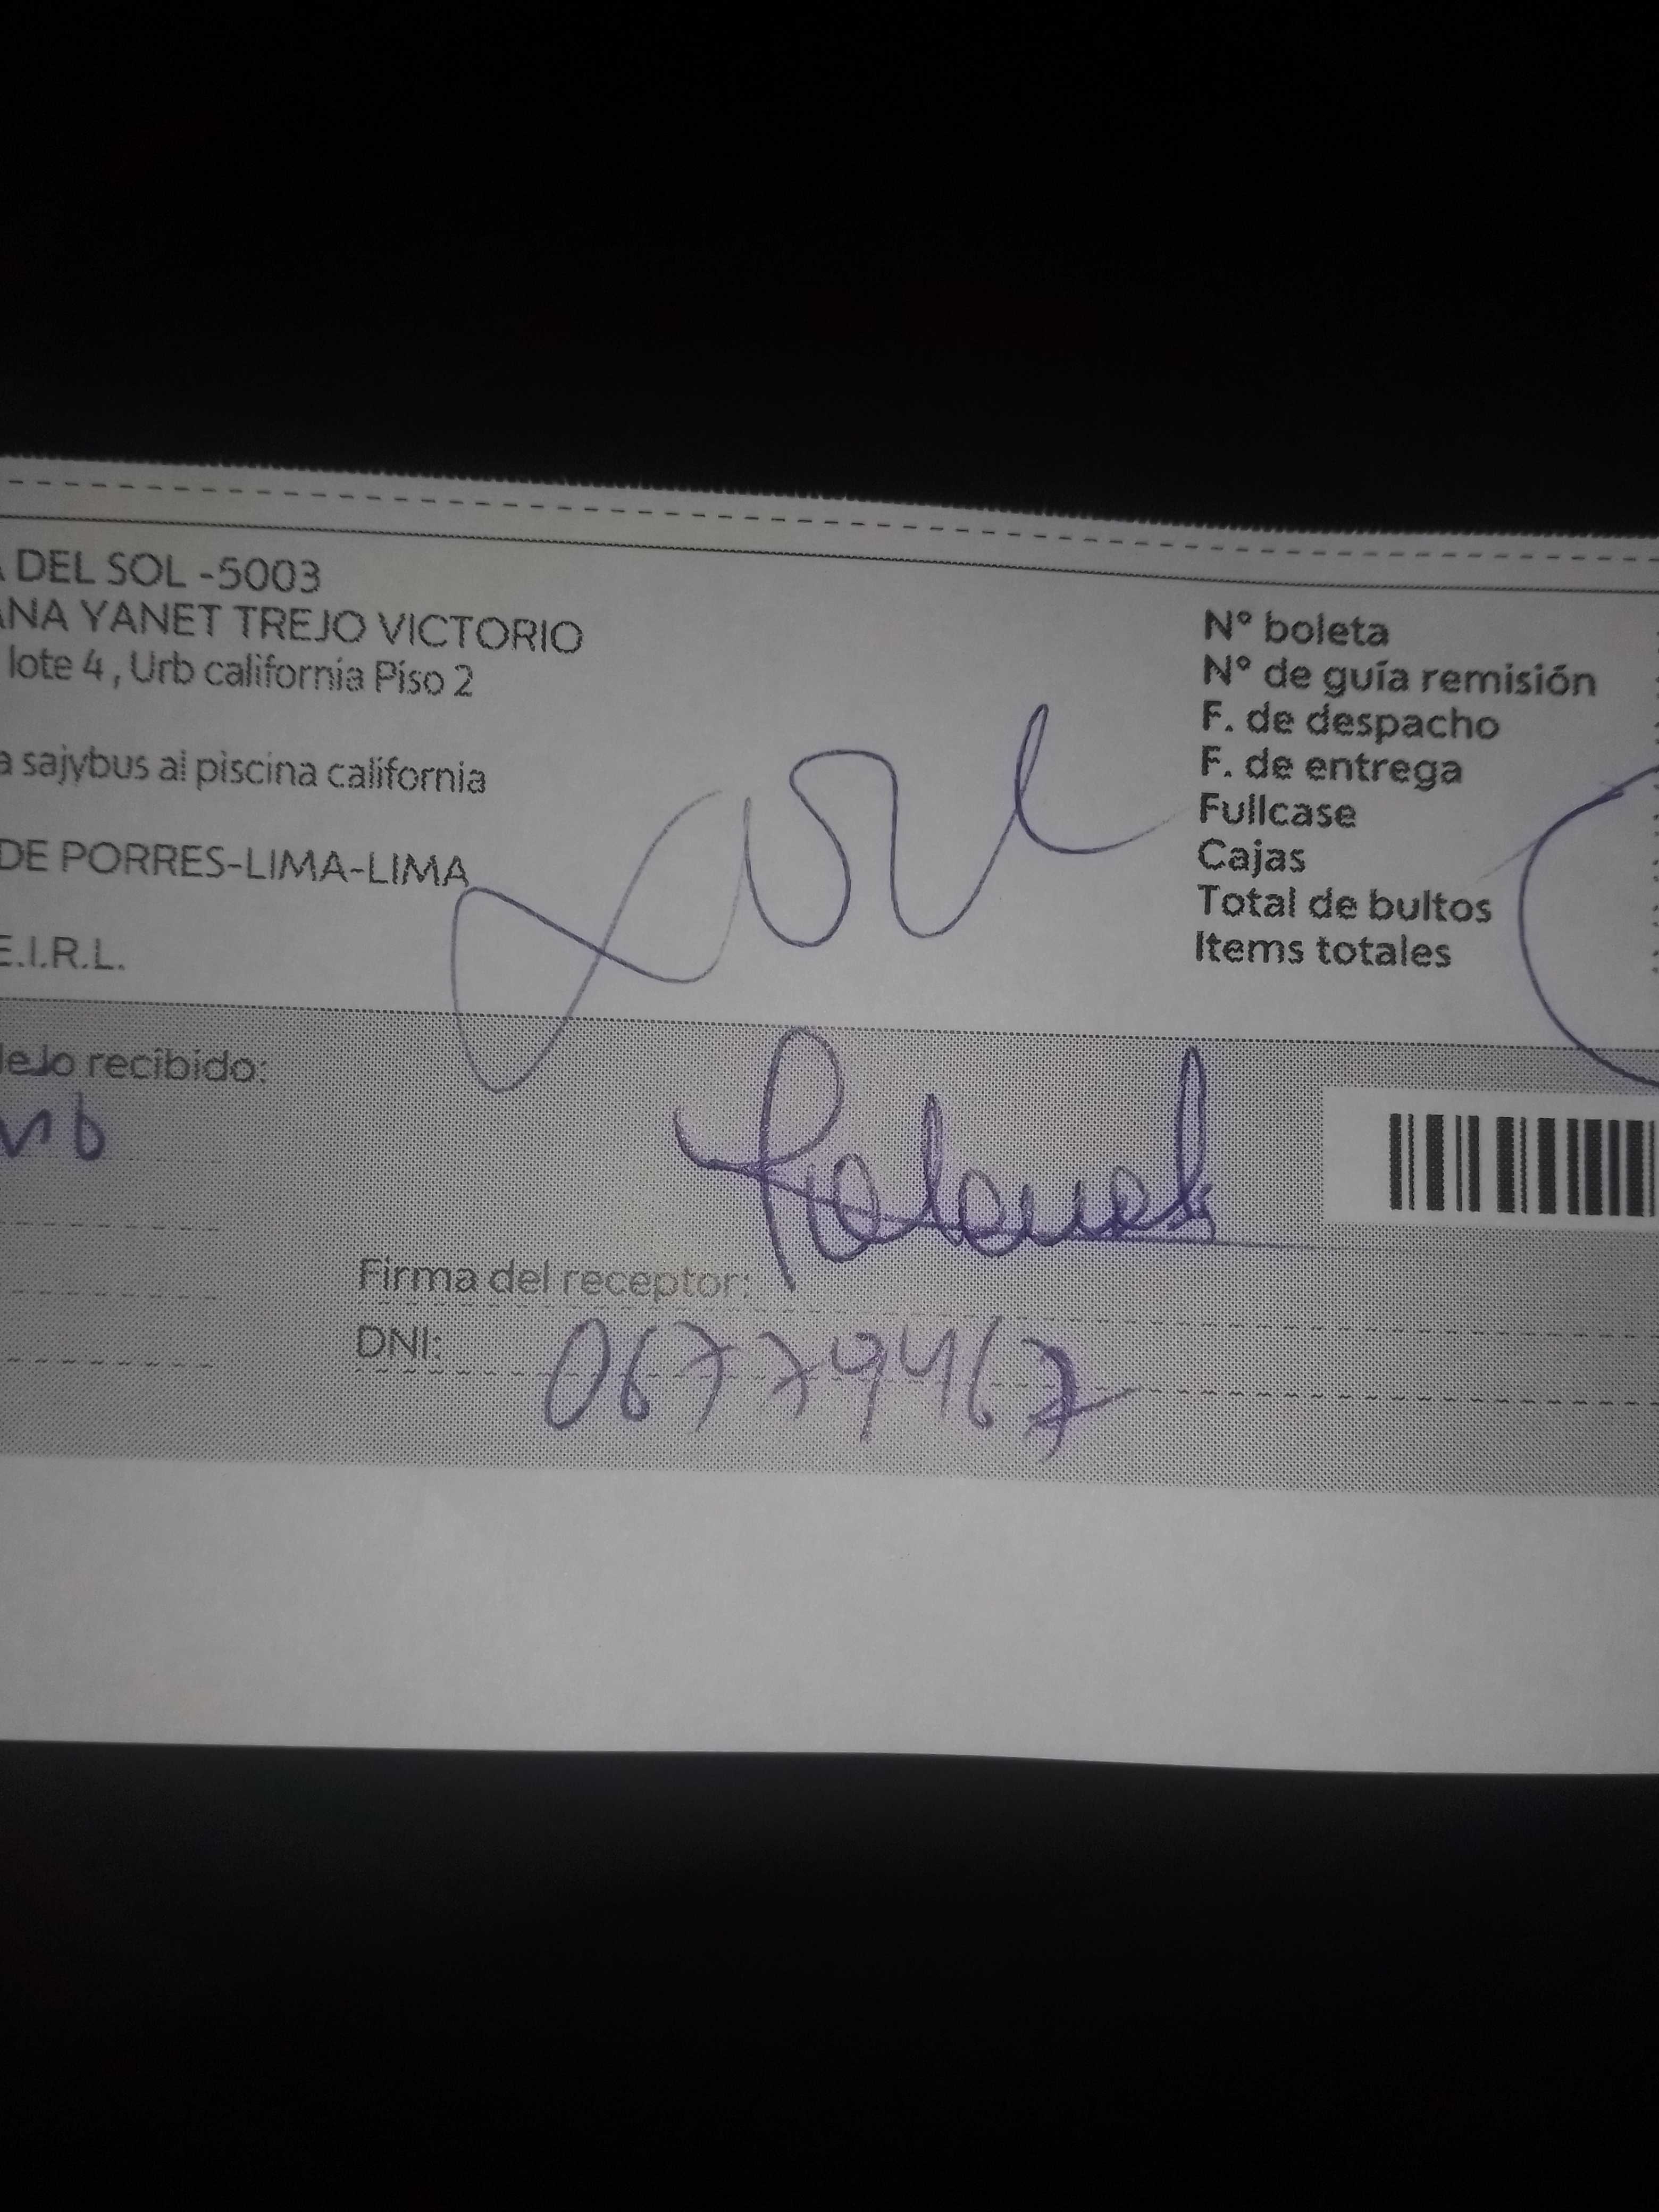 DEL SOL -5003
ANA YANET TREJO VICTORIO
lote 4 , Urb california Piso 2
a sajybus al piscina california
DE PORRES-LIMA-LIMA
E.I.R.L.
Nº boleta
Nº de guía remisión
F. de despacho
F. de entrega
Fullcase
Cajas
Total de bultos
Items totales
recibido:
Firma del receptor:
DNI: 06779467